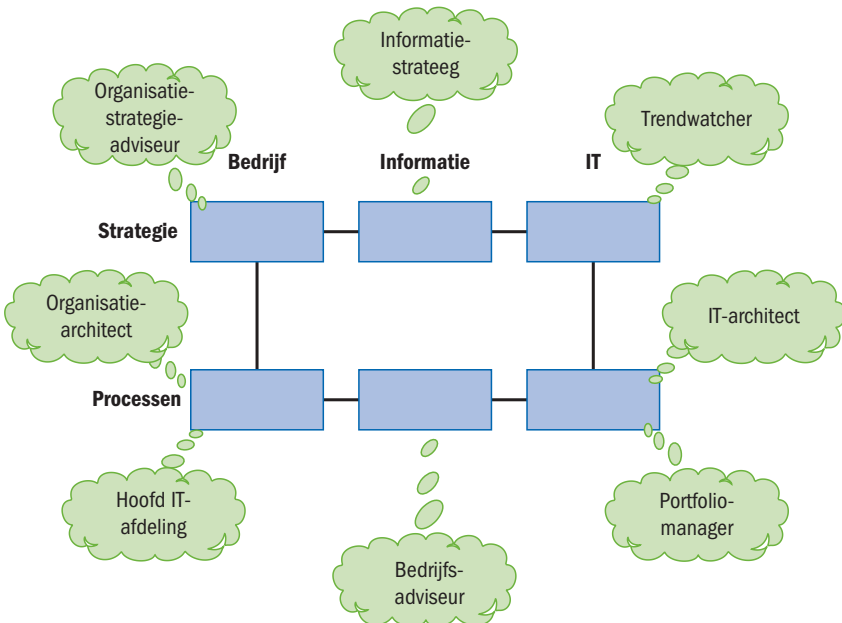 Informatie-
strateeg
Organisatie-
strategie-
adviseur
Trendwatcher
Bedrijf
Informatie
IT
Strategie
Organisatie-
architect
IT-architect
Processen
Hoofd IT-
afdeling
Portfolio-
manager
Bedrijfs-
adviseur